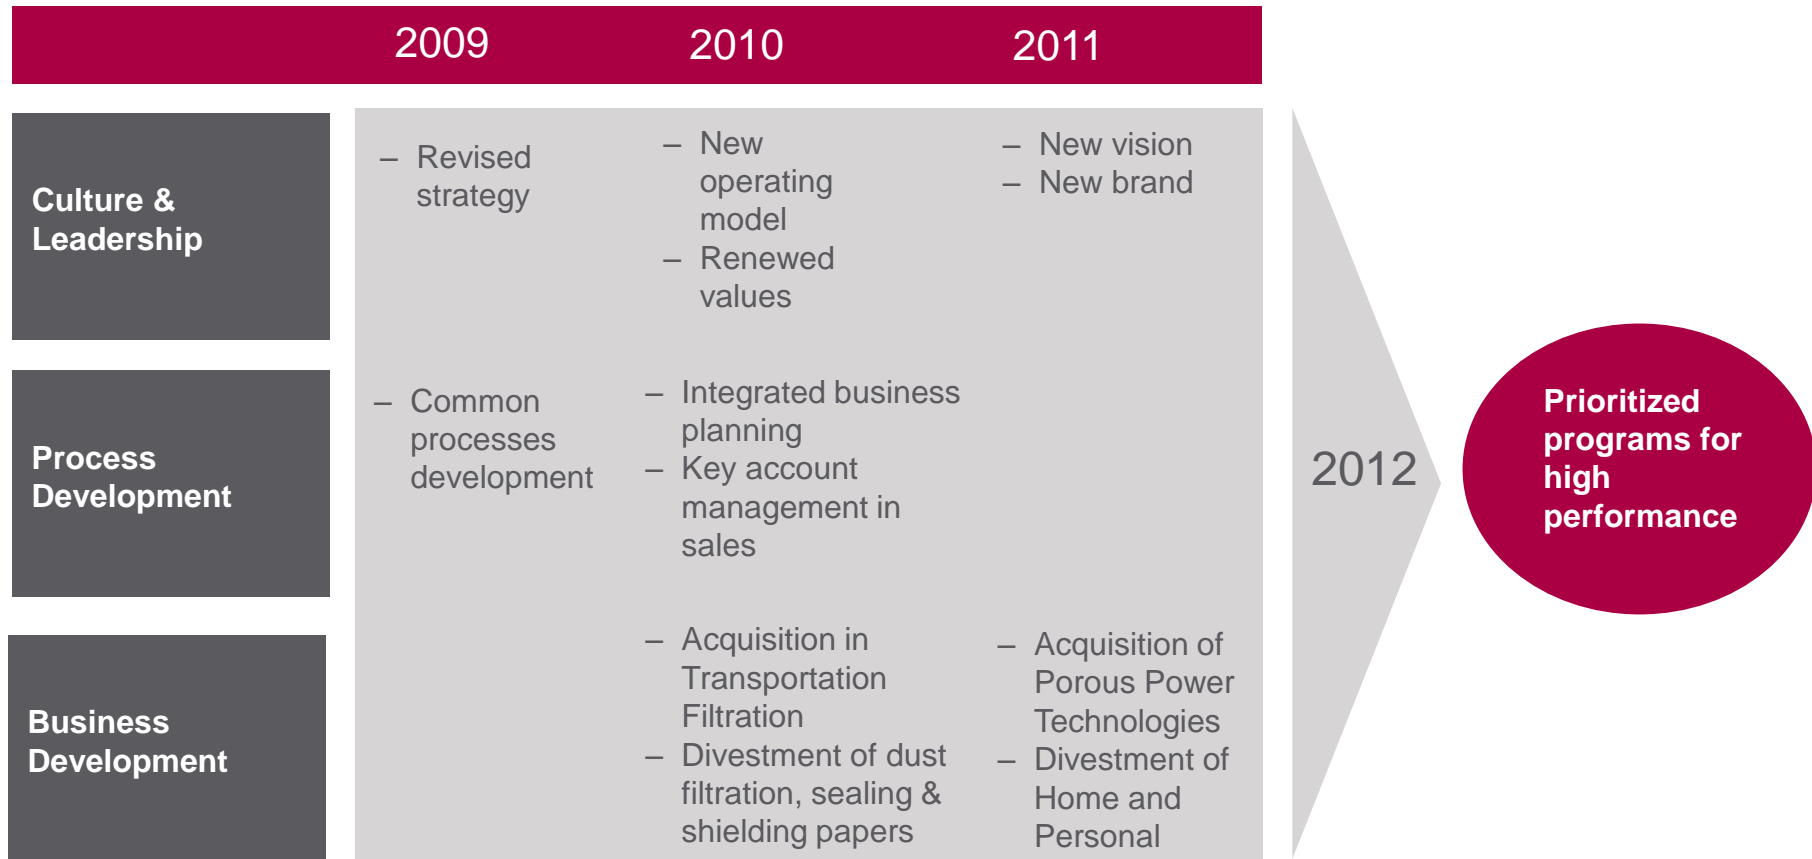 2009
2010
2011
Culture &
Leadership
– Revised
strategy
– New
operating
model
– Renewed
values
– New vision
– New brand
Process
Development
– Common
processes
development
– Integrated business
planning
– Key account
management in
sales
Business
Development
– Acquisition in
Transportation
Filtration
– Divestment of dust
filtration, sealing &
shielding papers
– Acquisition of
Porous Power
Technologies
– Divestment of
Home and
Personal
2012
Prioritized
programs for
high
performance